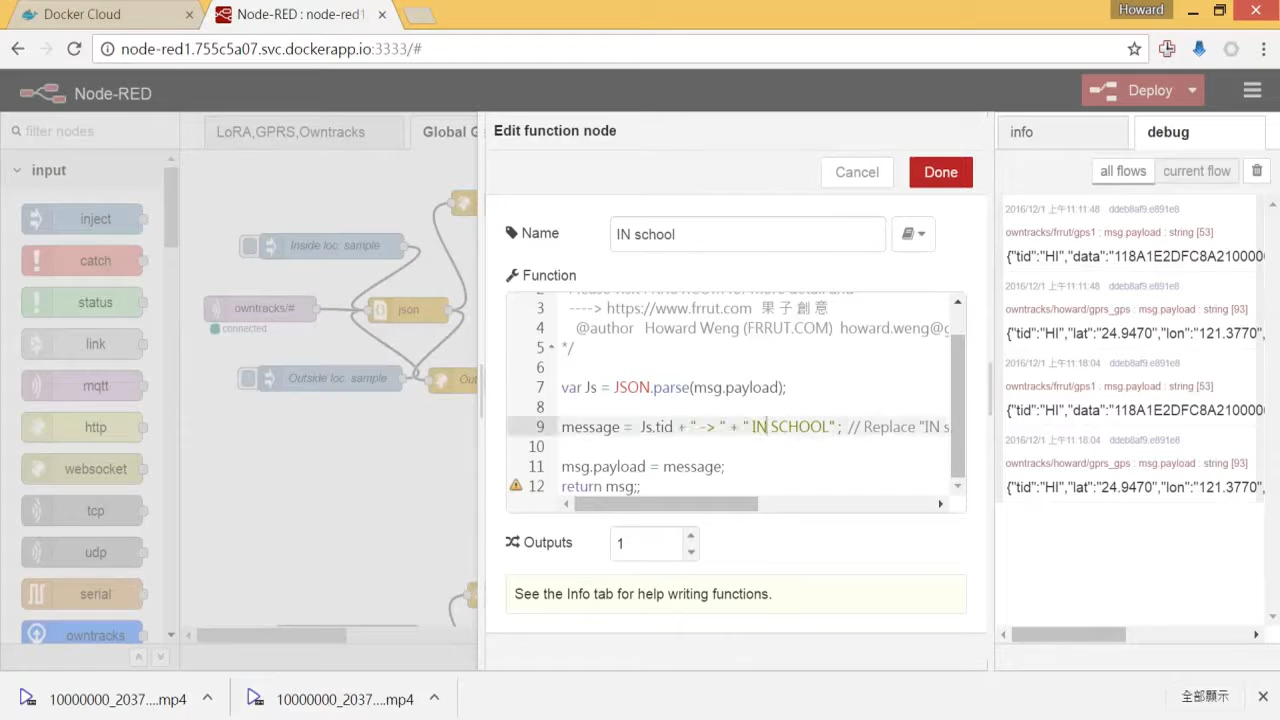 Docker Cloud
Node-RED : node-red1
Howard
node-red1.755c5a07.svc.dockerapp.io:3333/#
Node-RED
Deploy
filter nodes
LoRA,GPRS,Owntracks
Global G
Edit function node
info
debug
input
Cancel
Done
all flows
current flow
inject
catch
status
link
mqtt
http
websocket
tcp
udp
serial
owntracks
Inside loc: sample
owntracks/#
connected
json
Outside loc: sample
Out
Name
IN school
Function
3 ----> https://www.frrut.com 果 子 創 意
4 @author Howard Weng (FRRUT.COM) howard.weng@g
5 */
6
7 var Js = JSON.parse(msg.payload);
8
9 message = Js.tid + " -> " + " IN SCHOOL" ; // Replace "IN s
10
11 msg.payload = message;
12 return msg;;
Outputs
1
See the Info tab for help writing functions.
2016/12/1 上午11:11:48 ddeb8af9.e891e8
owntracks/frrut/gps1 : msg.payload : string [53]
{"tid":"HI","data":"118A1E2DFC8A210000
2016/12/1 上午11:11:48 ddeb8af9.e891e8
owntracks/howard/gprs_gps : msg.payload : string [93]
{"tid":"HI","lat":"24.9470","lon":"121.3770",
2016/12/1 上午11:18:04 ddeb8af9.e891e8
owntracks/frrut/gps1 : msg.payload : string [53]
{"tid":"HI","data":"118A1E2DFC8A210000
2016/12/1 上午11:18:04 ddeb8af9.e891e8
owntracks/howard/gprs_gps : msg.payload : string [93]
{"tid":"HI","lat":"24.9470","lon":"121.3770",
10000000_2037....mp4
10000000_2037....mp4
全部顯示